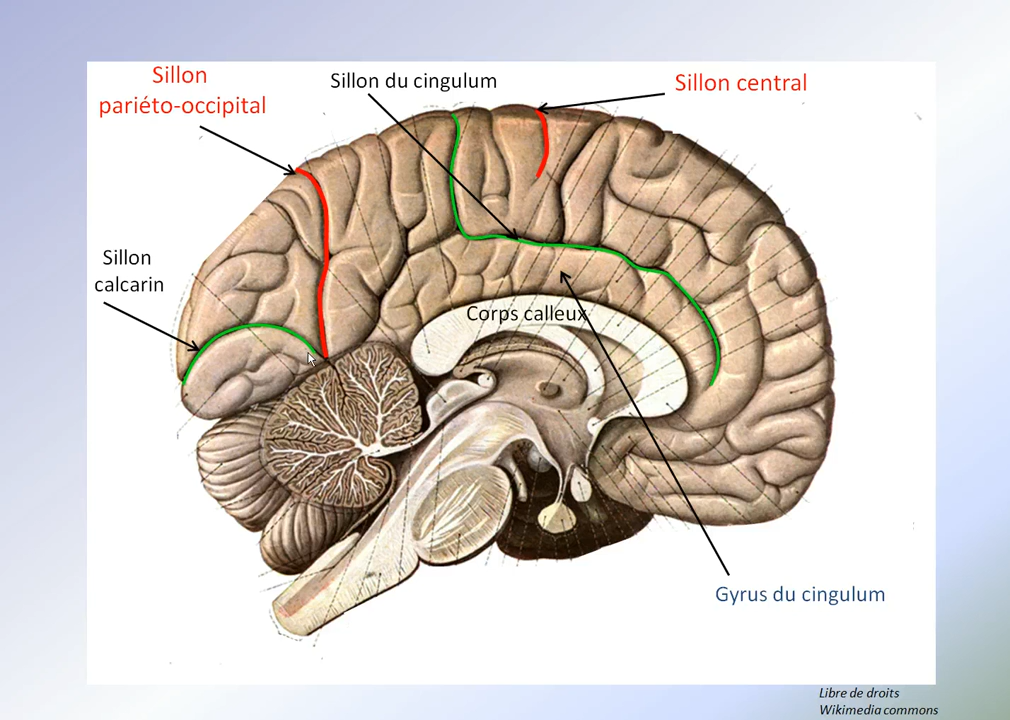 Sillon
pariéto-occipital
Sillon du cingulum
Sillon central
Sillon
calcarin
Corps calleux
Gyrus du cingulum
Libre de droits
Wikimedia commons